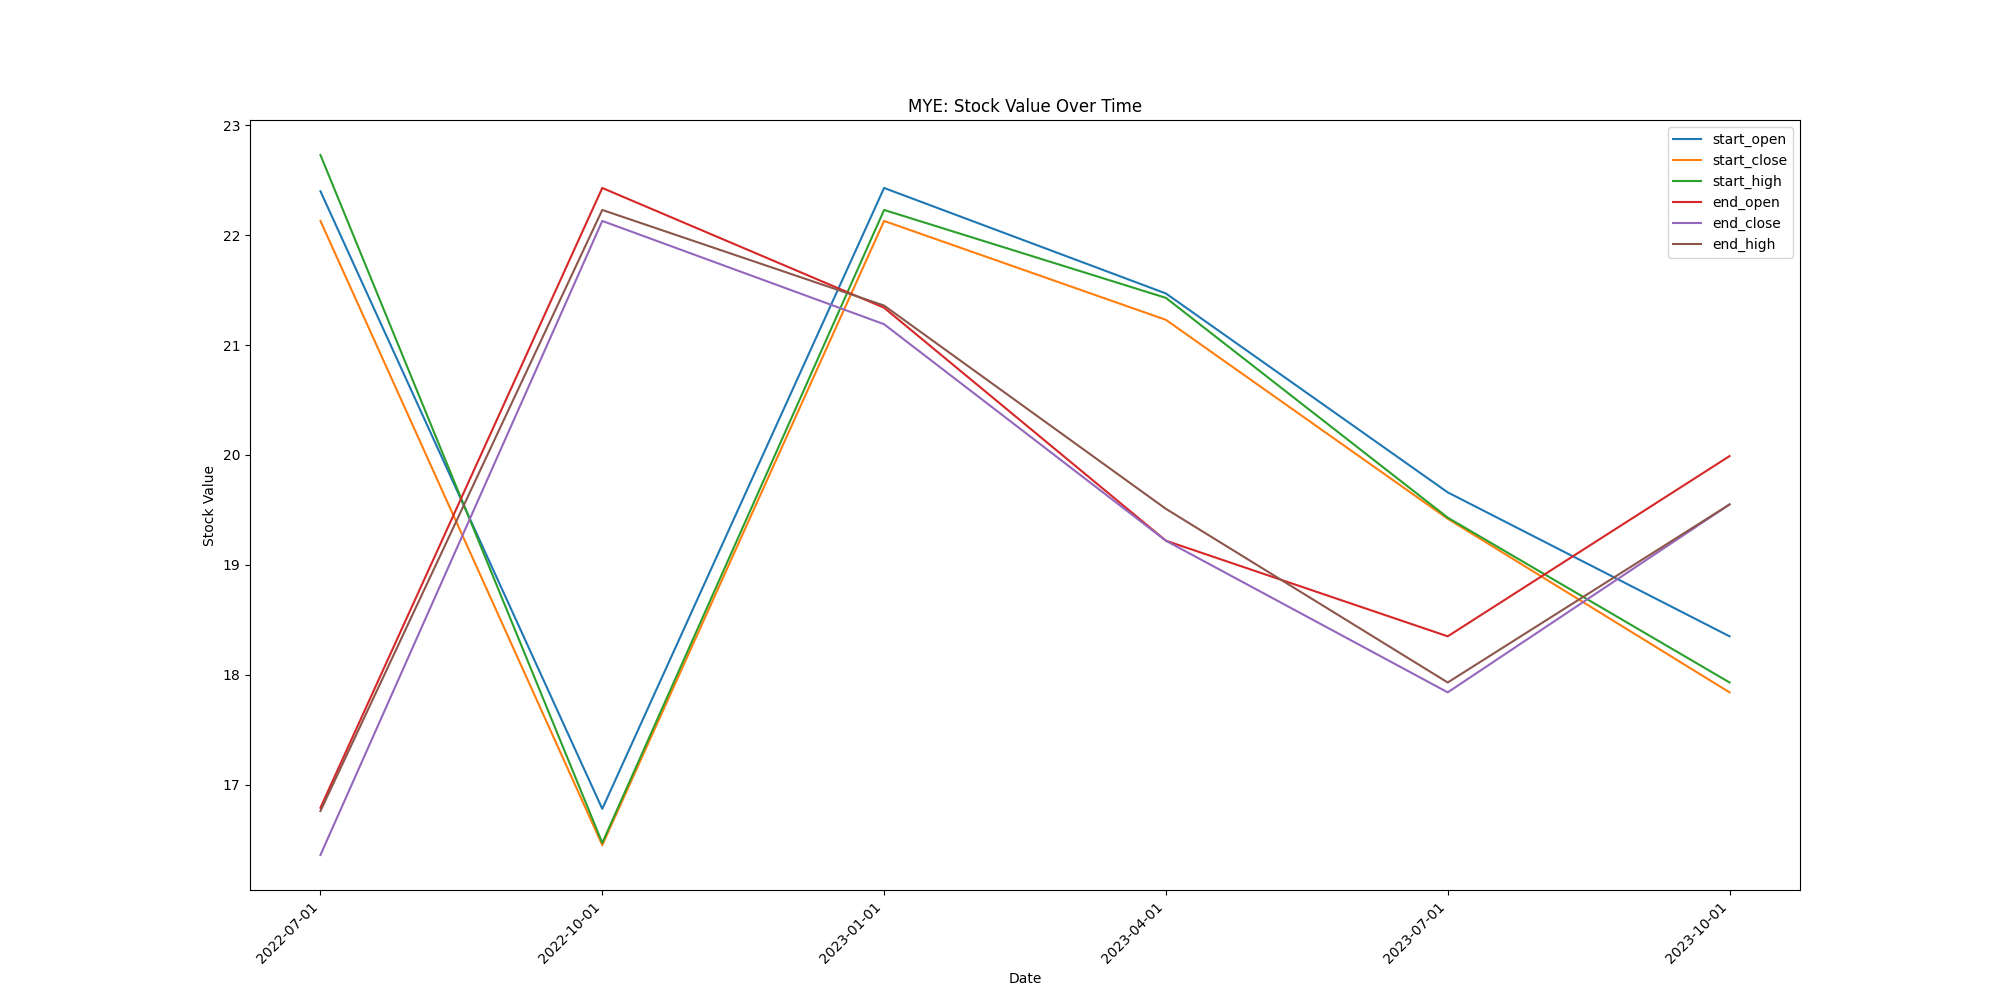 MYE: Stock Value Over Time
23
22
21
20
19
18
17
Stock Value
start_open
start_close
start_high
end_open
end_close
end_high
2022-07-01
2022-10-01
2023-01-01
2023-04-01
2023-07-01
2023-10-01
Date